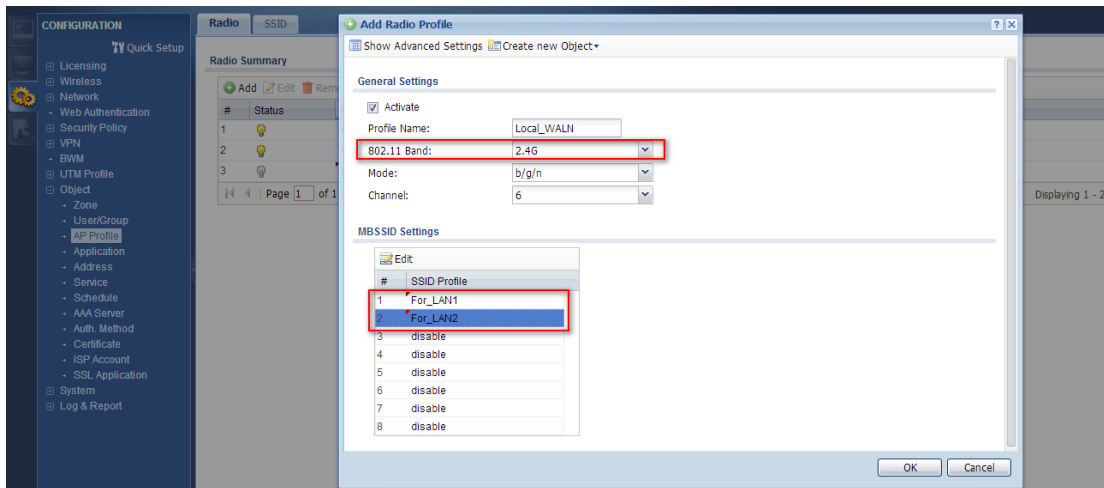 CONFIGURATION
Quick Setup
Licensing
Wireless
Network
Web Authentication
Security Policy
VPN
BWM
UTM Profile
Object
Zone
User/Group
AP Profile
Application
Address
Service
Schedule
AAA Server
Auth. Method
Certificate
ISP Account
SSL Application
System
Log & Report
Radio SSID
Radio Summary
Add Edit Rem
# Status
1
2
3
Page 1 of 1
Displaying 1 - 2
Add Radio Profile
Show Advanced Settings Create new Object
General Settings
Activate
Profile Name: Local_WALN
802.11 Band: 2.4G
Mode: b/g/n
Channel: 6
MBSSID Settings
Edit
# SSID Profile
1 For_LAN1
2 For_LAN2
3 disable
4 disable
5 disable
6 disable
7 disable
8 disable
OK Cancel